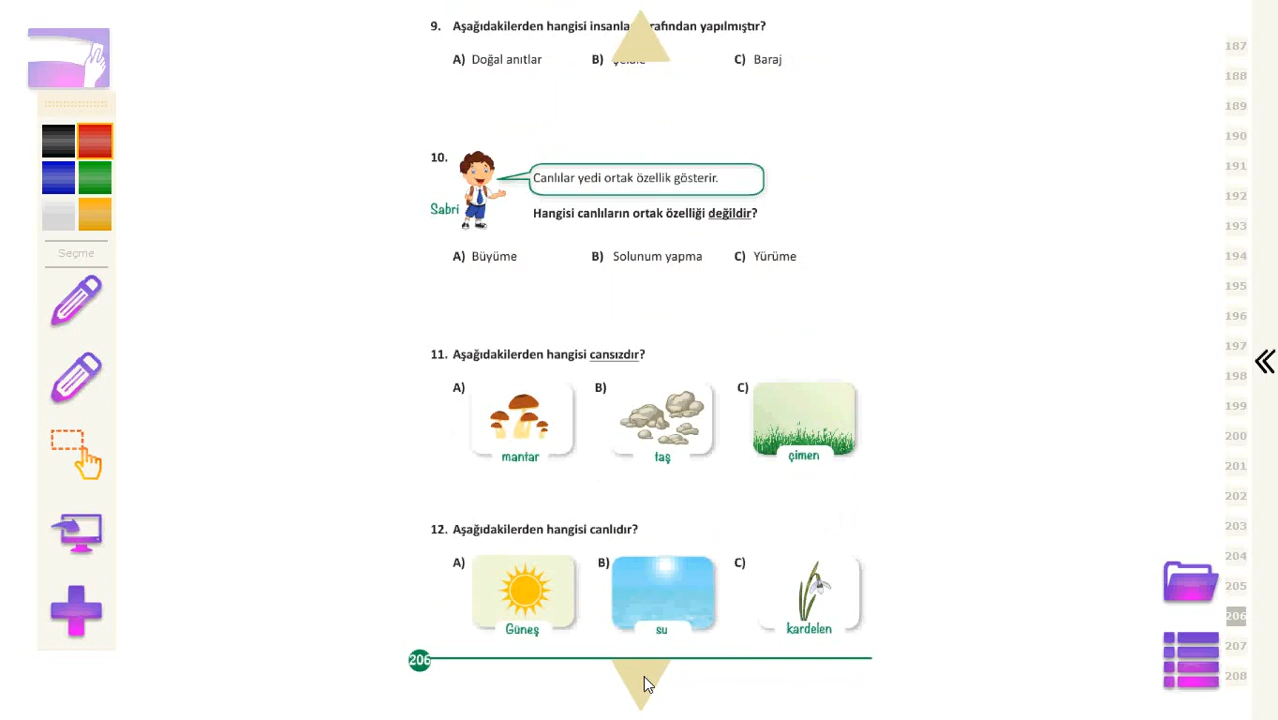 9. Aşağıdakilerden hangisi insanla rafından yapılmıştır?
A) Doğal anıtlar B) C) Baraj
10.
Canlılar yedi ortak özellik gösterir.
Sabri
Hangisi canlıların ortak özelliği değildir?
A) Büyüme B) Solunum yapma C) Yürüme
11. Aşağıdakilerden hangisi cansızdır?
A) B) C)
mantar taş çimen
12. Aşağıdakilerden hangisi canlıdır?
A) B) C)
Güneş su kardelen
206
Seçme
187
188
189
190
191
192
193
194
195
196
197
198
199
200
201
202
203
204
205
206
207
208